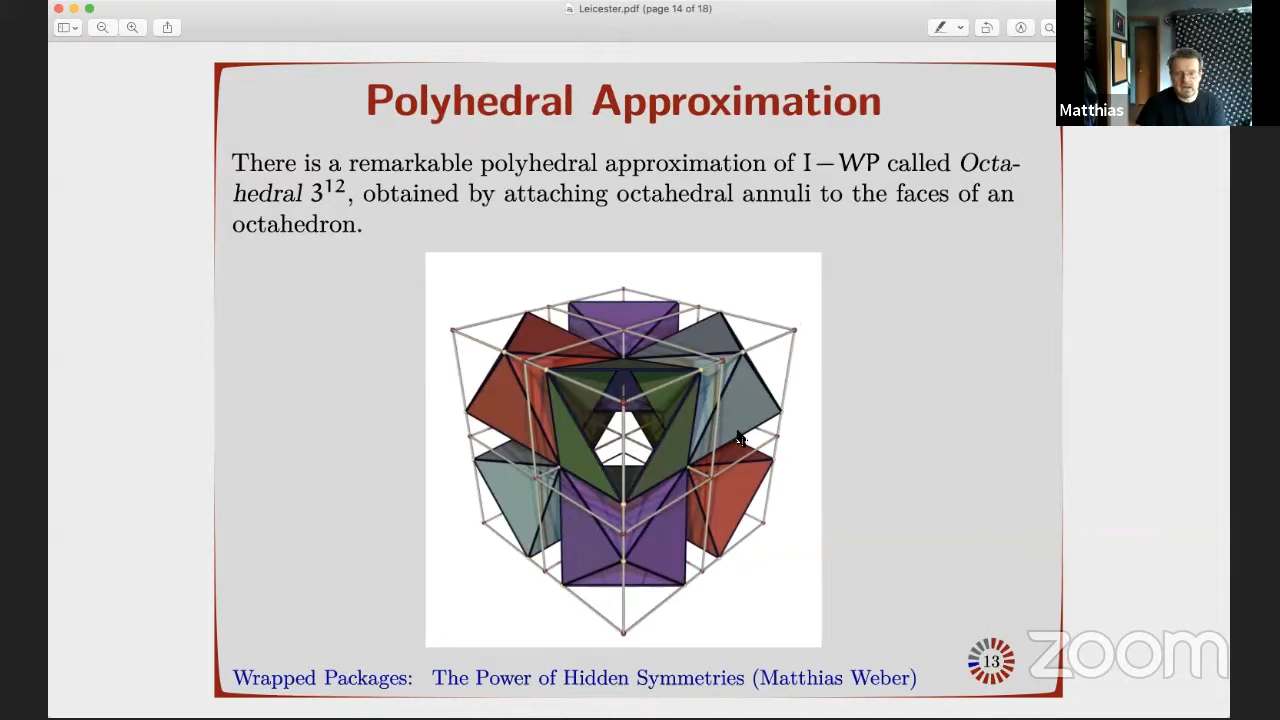 Leicester.pdf (page 14 of 18)
Matthias
Polyhedral Approximation
There is a remarkable polyhedral approximation of I−WP called Octa-
hedral 3¹², obtained by attaching octahedral annuli to the faces of an
octahedron.
13
zoom
Wrapped Packages: The Power of Hidden Symmetries (Matthias Weber)